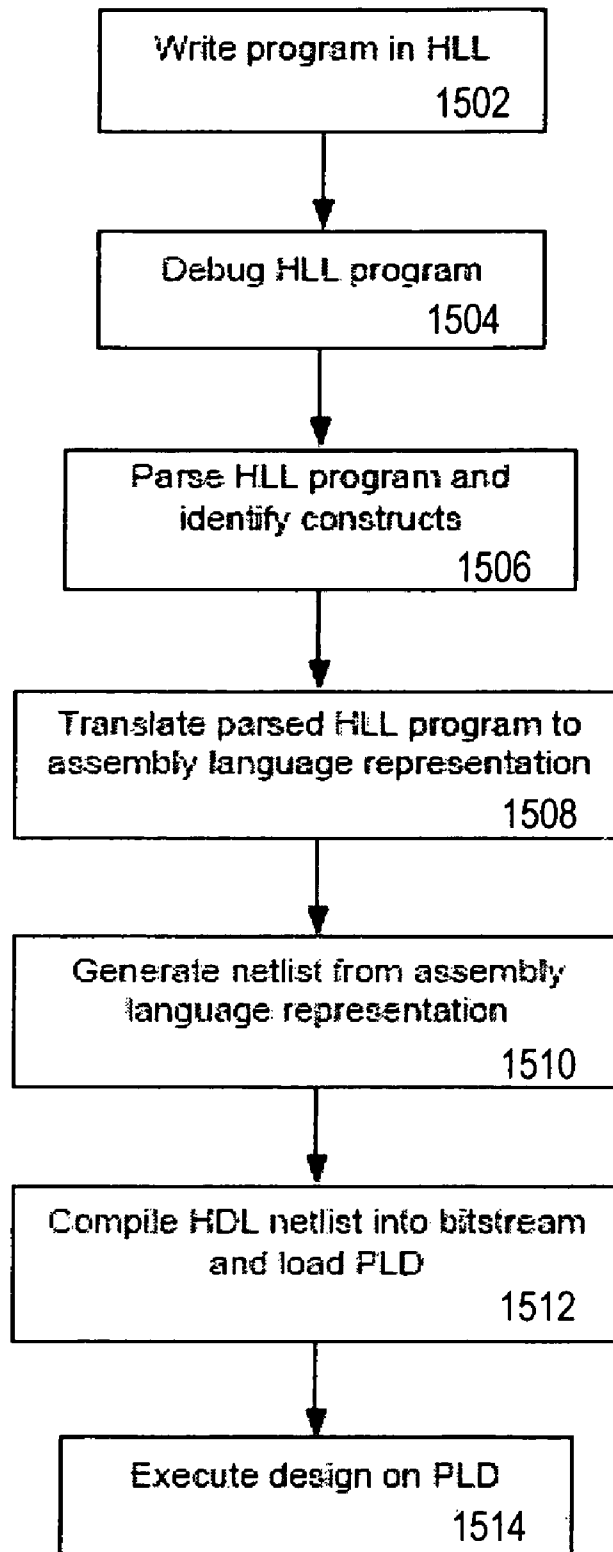 Write program in HLL
1502
Debug HLL program
1504
Parse HLL program and
identify constructs
1506
Translate parsed HLL program to
assembly language representation
1508
Generate netlist from assembly
language representation
1510
Compile HDL netlist into bitstream
and load PLD
1512
Execute design on PLD
1514